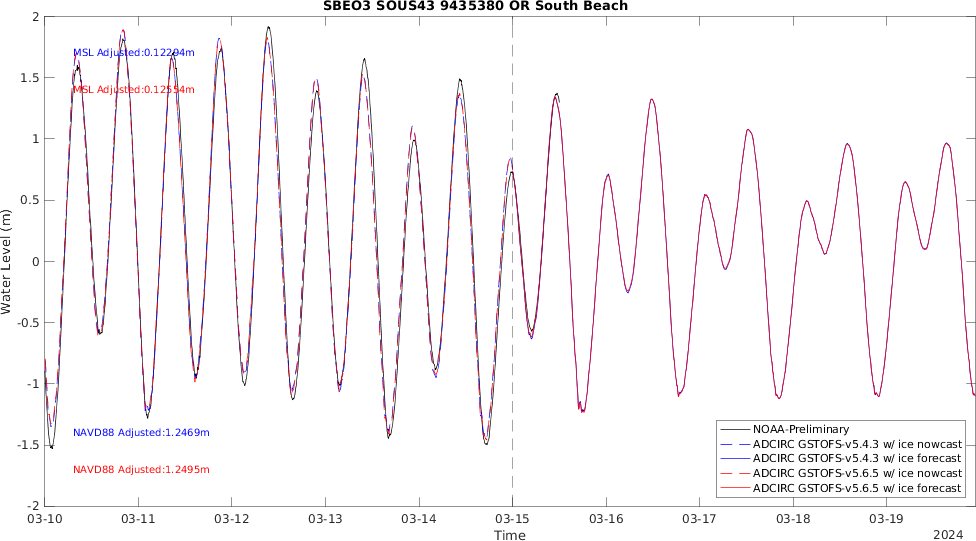 SBEO3 SOUS43 9435380 OR South Beach
2
1.5
1
0.5
0
-0.5
-1
-1.5
-2
Water Level (m)
MSL Adjusted:0.12294m
MSL Adjusted:0.12554m
NAVD88 Adjusted:1.2469m
NAVD88 Adjusted:1.2495m
NOAA-Preliminary
ADCIRC GSTOFS-v5.4.3 w/ ice nowcast
ADCIRC GSTOFS-v5.4.3 w/ ice forecast
ADCIRC GSTOFS-v5.6.5 w/ ice nowcast
ADCIRC GSTOFS-v5.6.5 w/ ice forecast
03-10 03-11 03-12 03-13 03-14 03-15 03-16 03-17 03-18 03-19
Time
2024